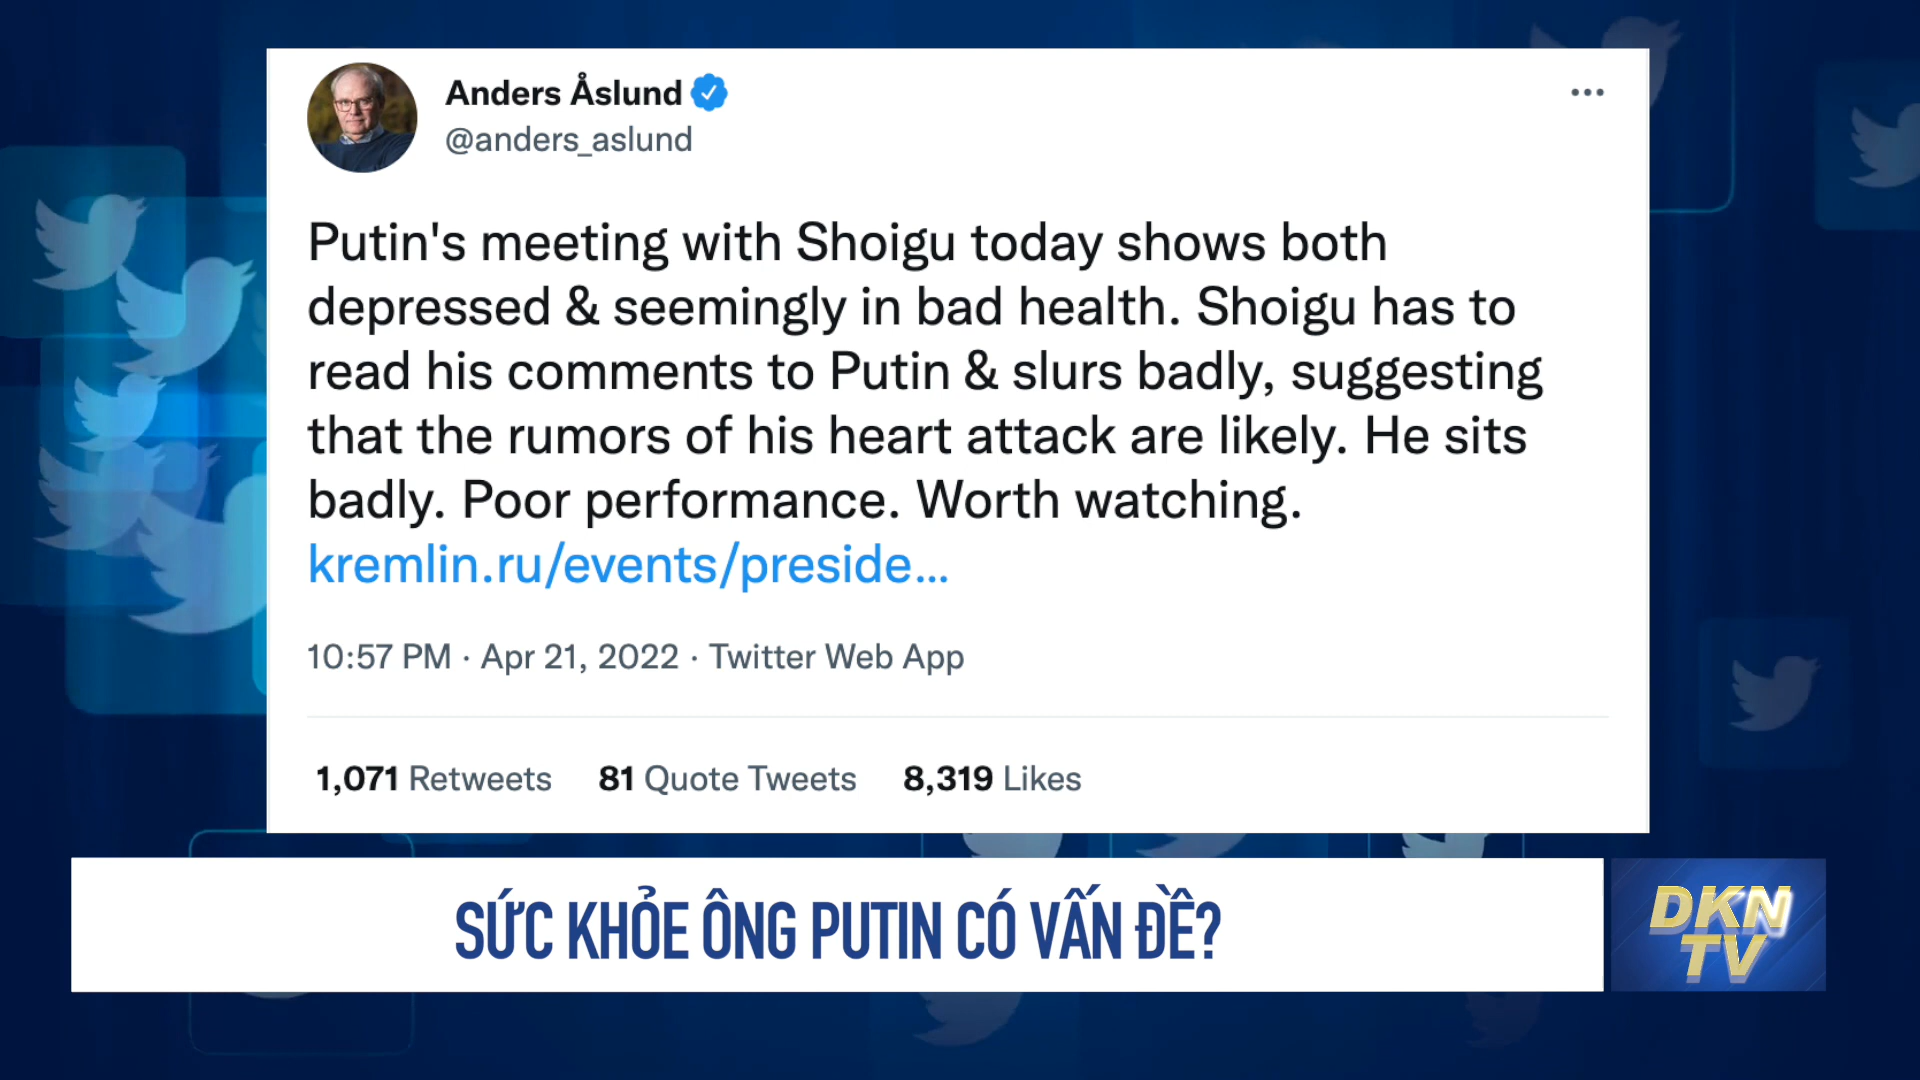 Anders Åslund
@anders_aslund
Putin's meeting with Shoigu today shows both
depressed & seemingly in bad health. Shoigu has to
read his comments to Putin & slurs badly, suggesting
that the rumors of his heart attack are likely. He sits
badly. Poor performance. Worth watching.
kremlin.ru/events/preside...
10:57 PM · Apr 21, 2022 · Twitter Web App
1,071 Retweets 81 Quote Tweets 8,319 Likes
SỨC KHỎE ÔNG PUTIN CÓ VẤN ĐỀ?
DKN
TV